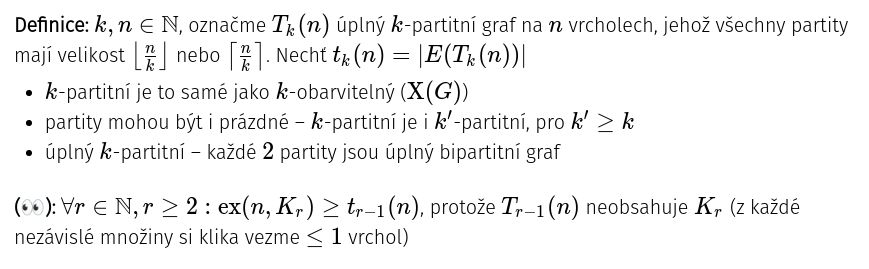 Definice: $k, n \in \mathbb{N}$, označme $T_k(n)$ úplný $k$-partitní graf na $n$ vrcholech, jehož všechny partity
mají velikost $\lfloor \frac{n}{k} \rfloor$ nebo $\lceil \frac{n}{k} \rceil$. Nechť $t_k(n) = |E(T_k(n))|$
• $k$-partitní je to samé jako $k$-obarvitelný ($\mathrm{X}(G)$)
• partity mohou být i prázdné – $k$-partitní je i $k'$-partitní, pro $k' \geq k$
• úplný $k$-partitní – každé $2$ partity jsou úplný bipartitní graf
(👀): $\forall r \in \mathbb{N}, r \geq 2 : \mathrm{ex}(n, K_r) \geq t_{r-1}(n)$, protože $T_{r-1}(n)$ neobsahuje $K_r$ (z každé
nezávislé množiny si klika vezme $\leq 1$ vrchol)